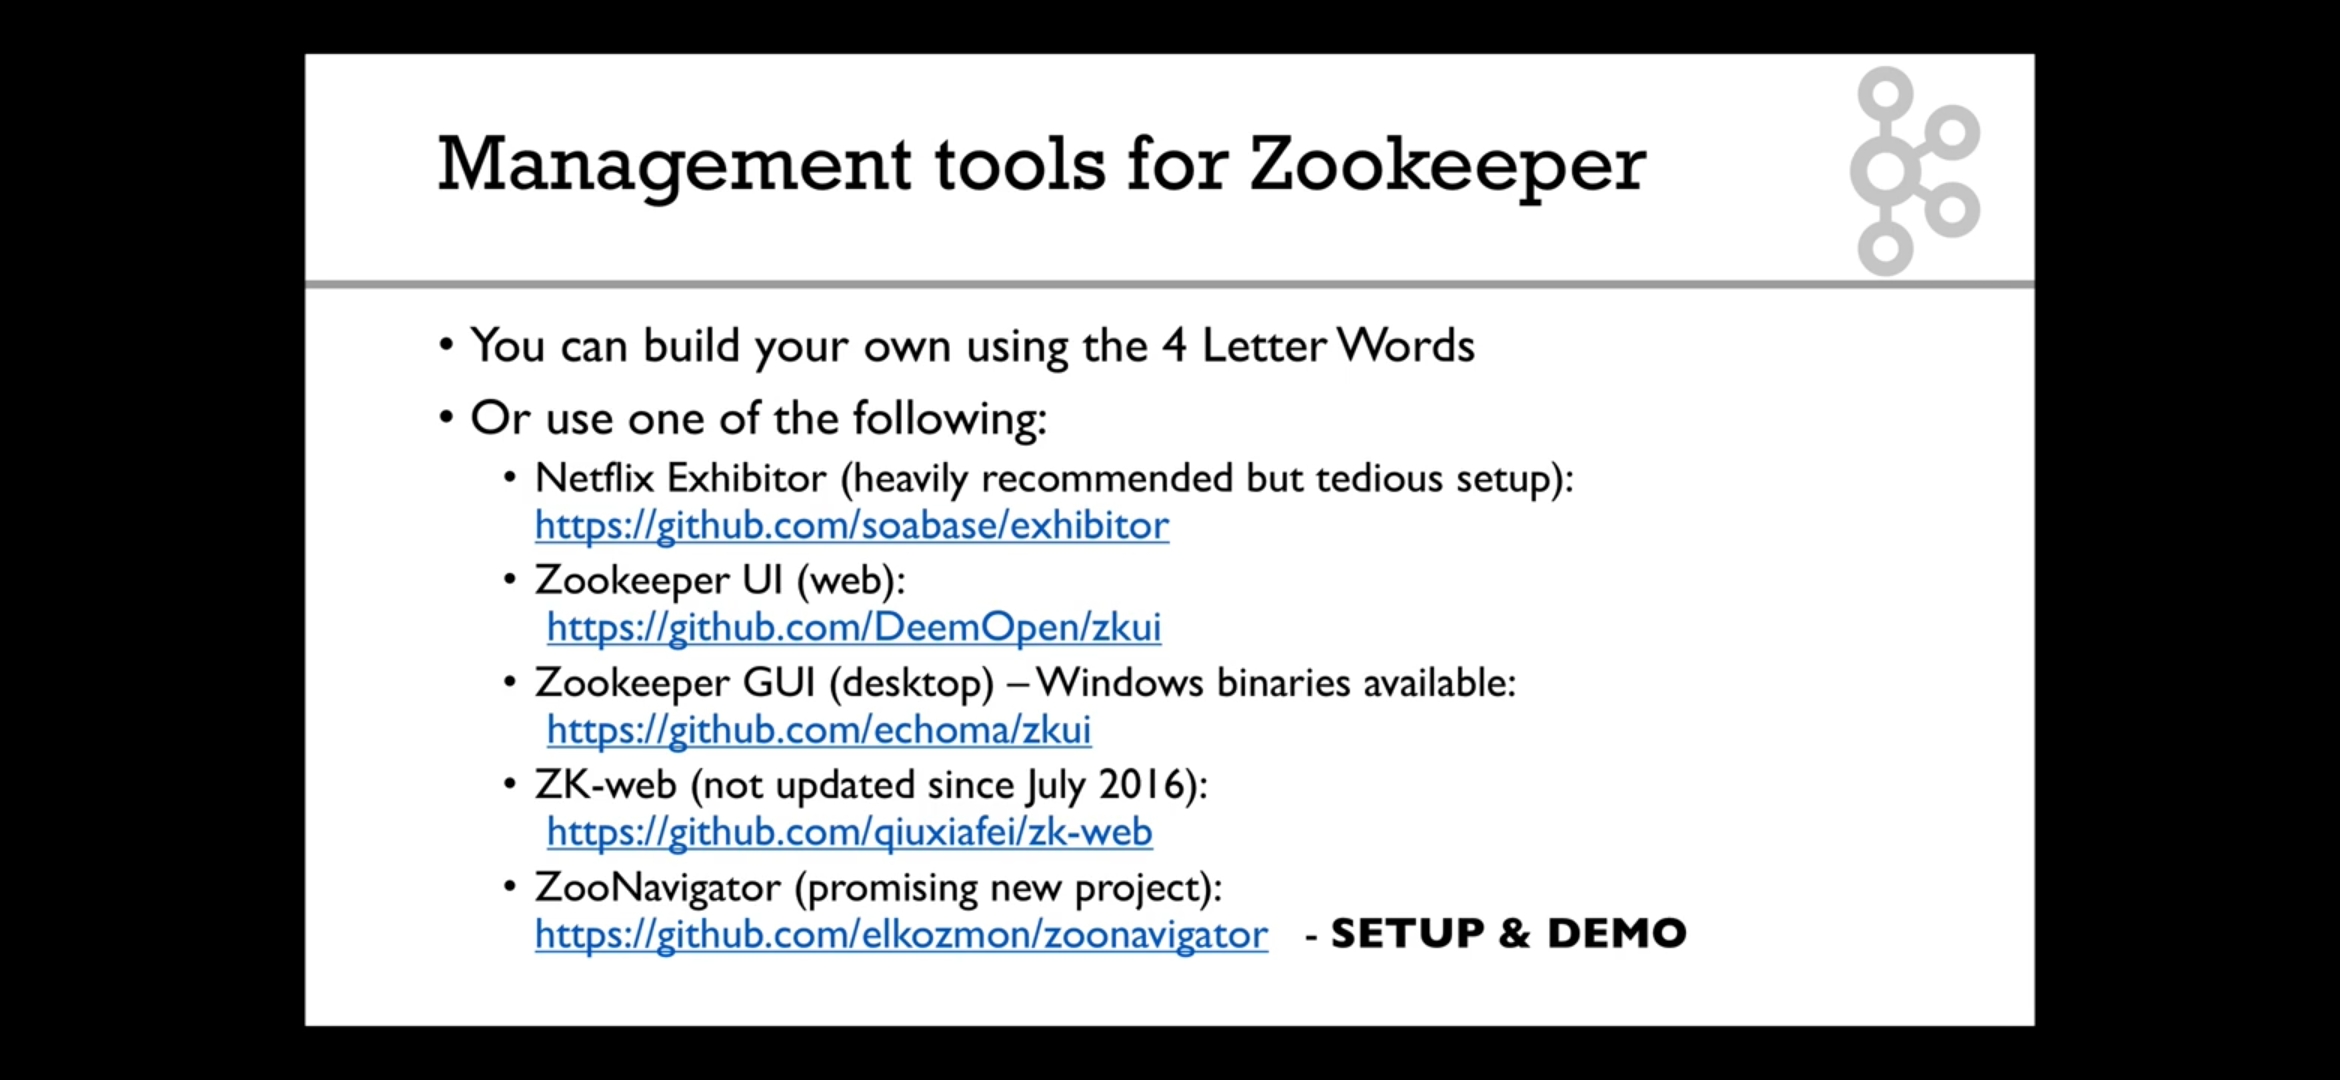 Management tools for Zookeeper
• You can build your own using the 4 Letter Words
• Or use one of the following:
• Netflix Exhibitor (heavily recommended but tedious setup):
https://github.com/soabase/exhibitor
• Zookeeper UI (web):
https://github.com/DeemOpen/zkui
• Zookeeper GUI (desktop) – Windows binaries available:
https://github.com/echoma/zkui
• ZK-web (not updated since July 2016):
https://github.com/qiuxiafei/zk-web
• ZooNavigator (promising new project):
https://github.com/elkozmon/zoonavigator - SETUP & DEMO